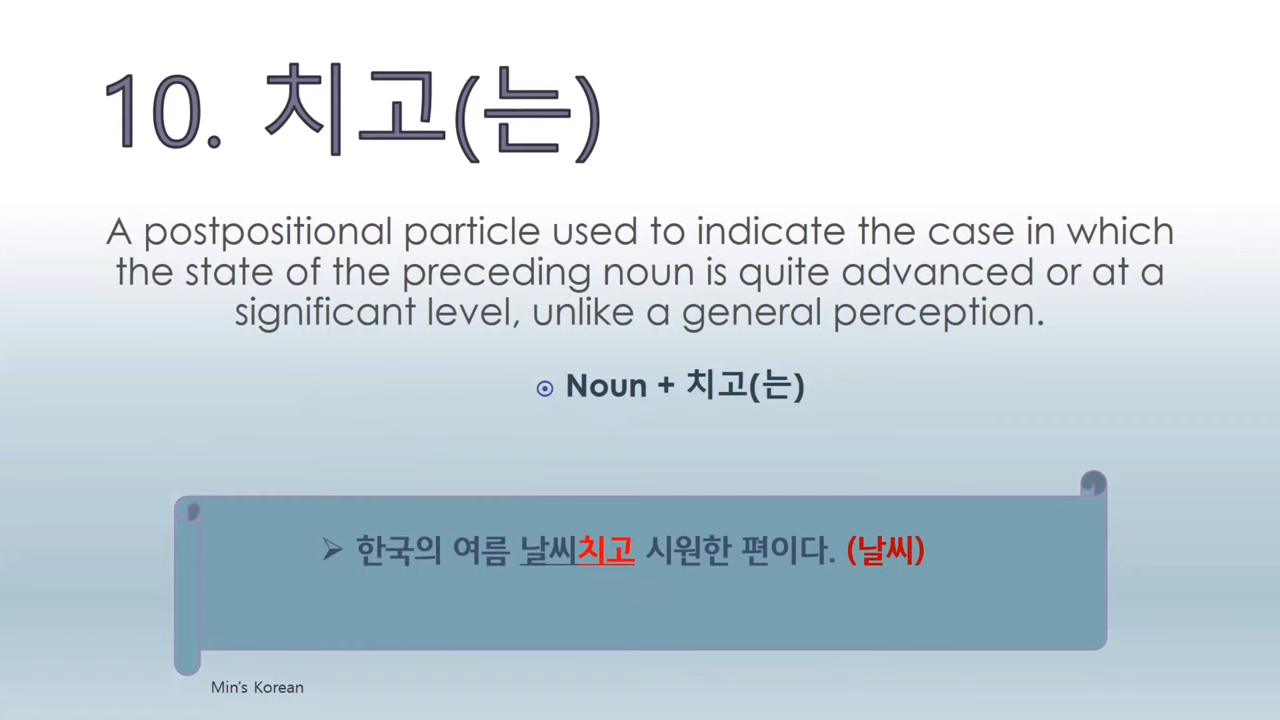 10. 치고(는)
A postpositional particle used to indicate the case in which
the state of the preceding noun is quite advanced or at a
significant level, unlike a general perception.
Noun + 치고(는)
한국의 여름 날씨치고 시원한 편이다. (날씨)
Min's Korean